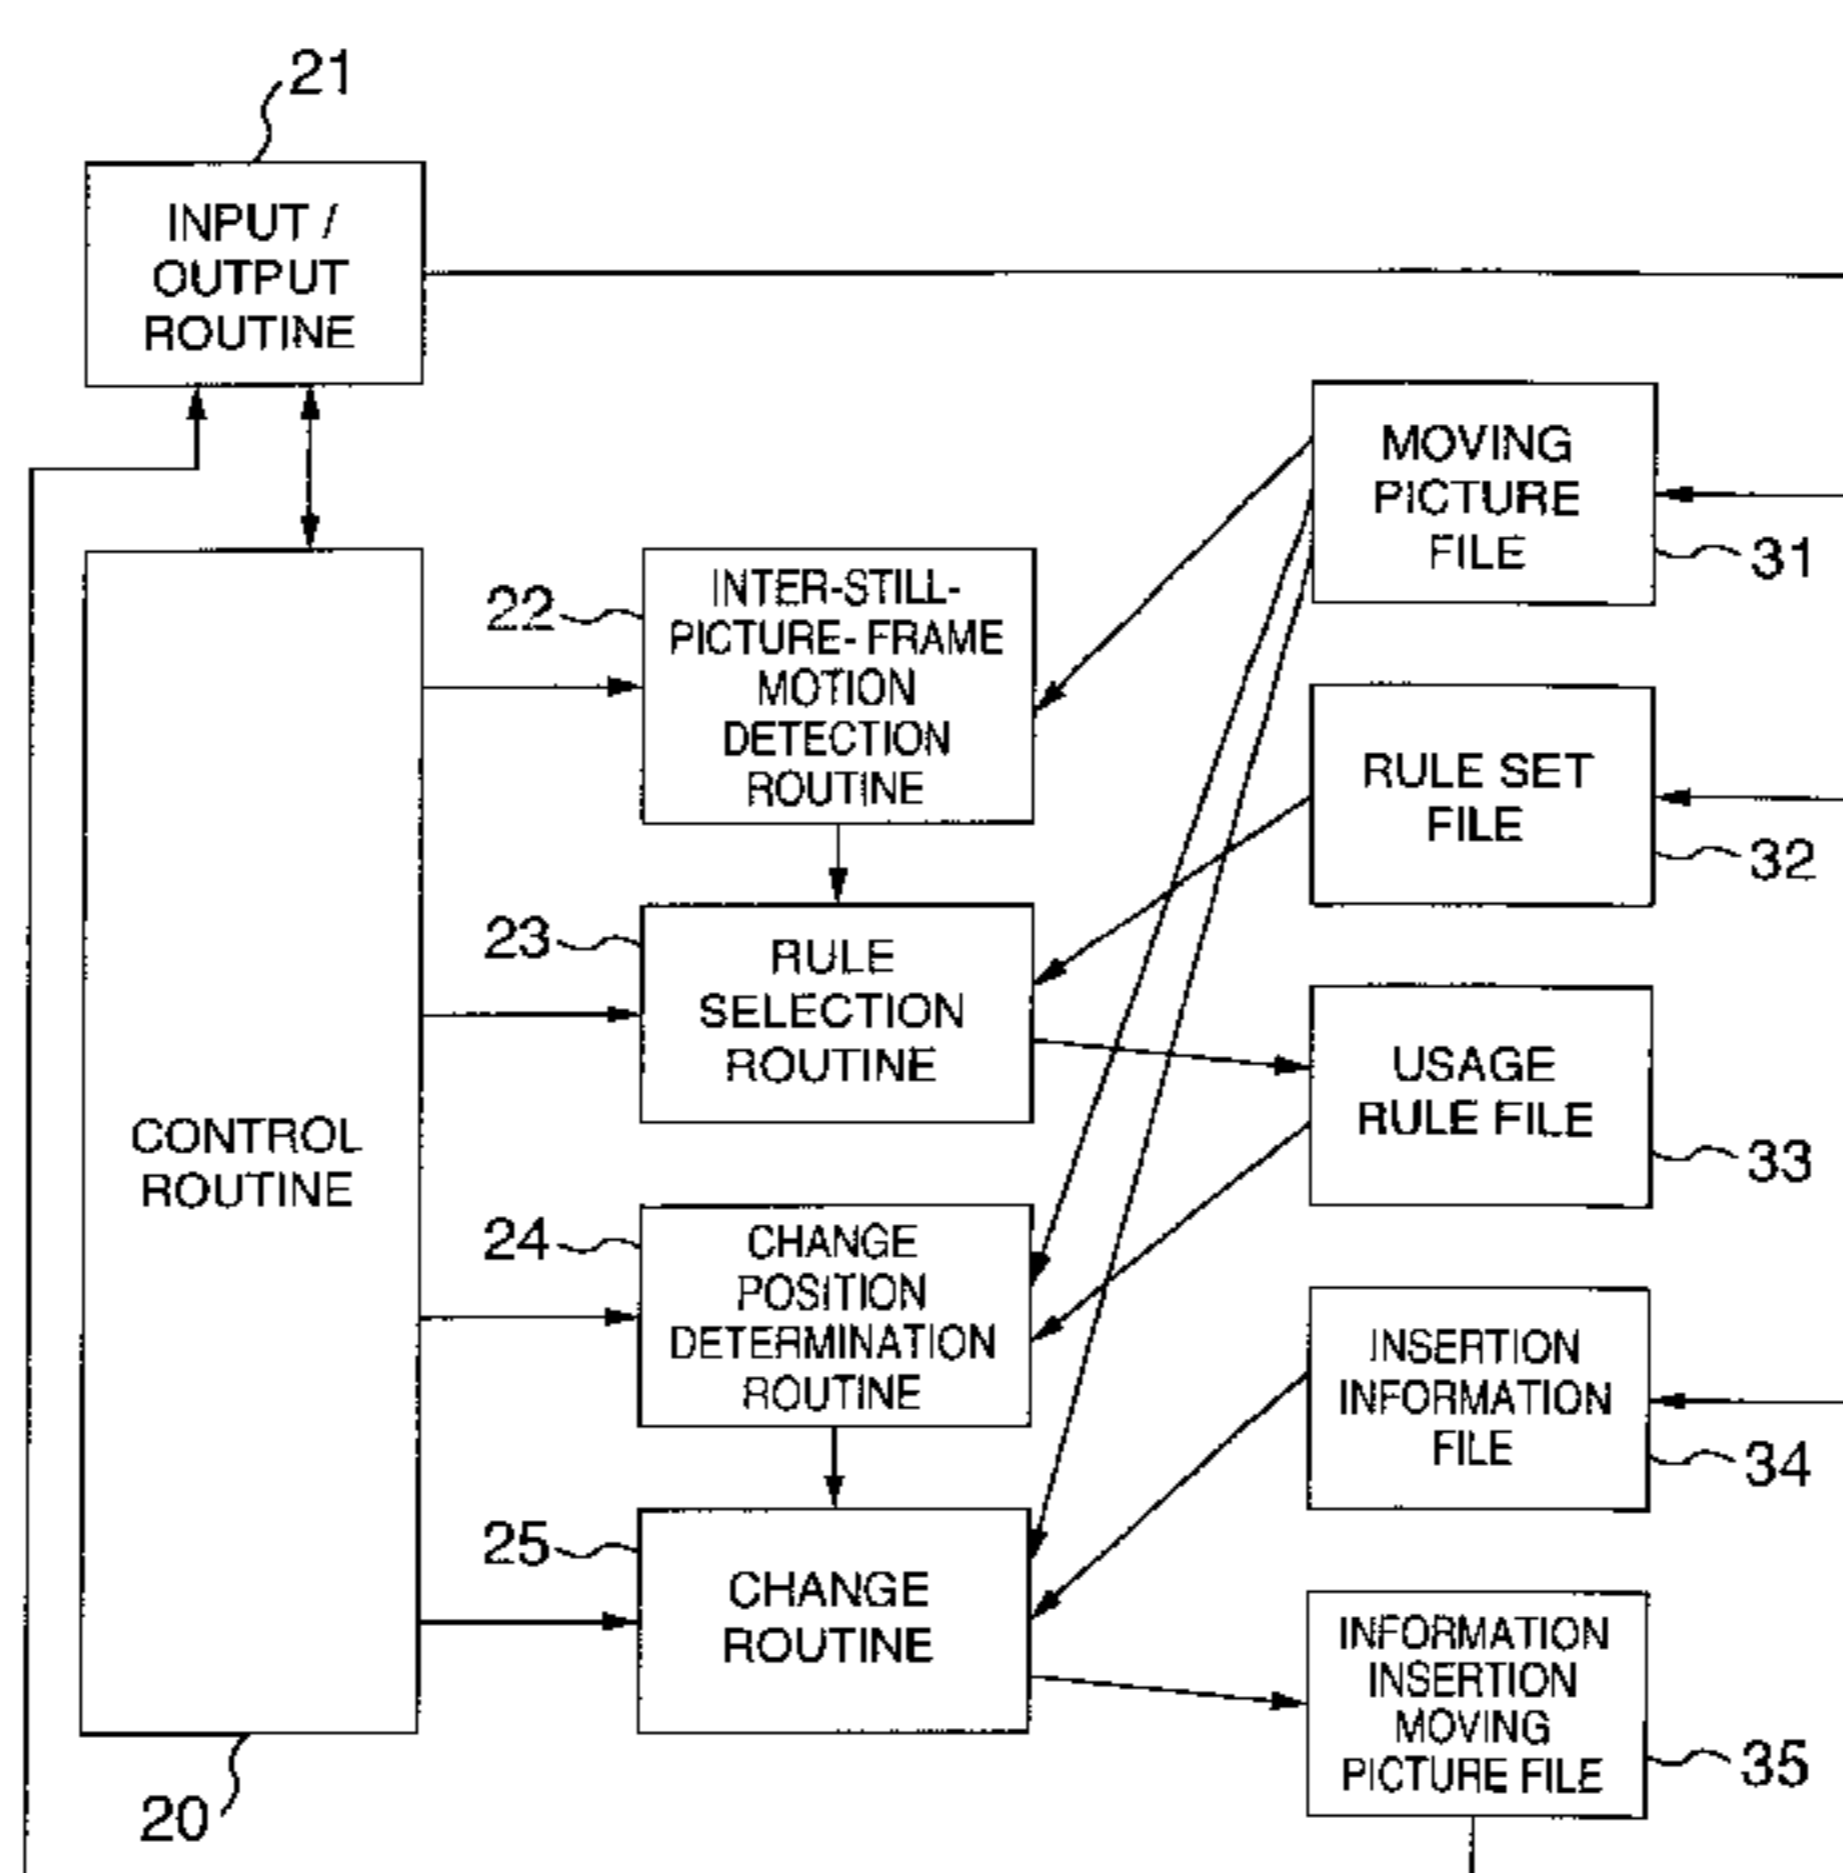 21
INPUT /
OUTPUT
ROUTINE
MOVING
PICTURE
FILE
31
22
INTER-STILL-
PICTURE- FRAME
MOTION
DETECTION
ROUTINE
RULE SET
FILE
32
23
RULE
SELECTION
ROUTINE
USAGE
RULE FILE
33
CONTROL
ROUTINE
24
CHANGE
POSITION
DETERMINATION
ROUTINE
INSERTION
INFORMATION
FILE
34
25
CHANGE
ROUTINE
INFORMATION
INSERTION
MOVING
PICTURE FILE
35
20